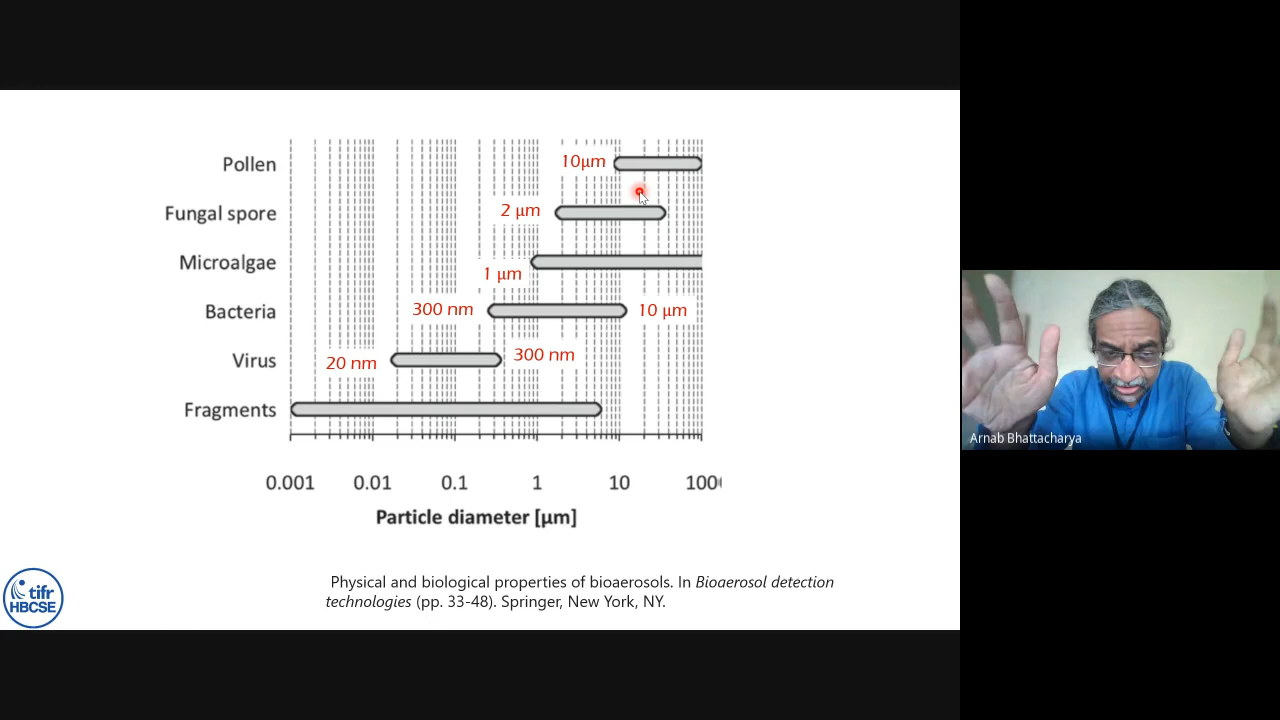 Pollen
10μm
Fungal spore
2 μm
Microalgae
1 μm
Bacteria
300 nm
10 μm
Virus
20 nm
300 nm
Fragments
0.001 0.01 0.1 1 10 100
Particle diameter [μm]
Physical and biological properties of bioaerosols. In Bioaerosol detection
technologies (pp. 33-48). Springer, New York, NY.
tifr
HBCSE
Arnab Bhattacharya